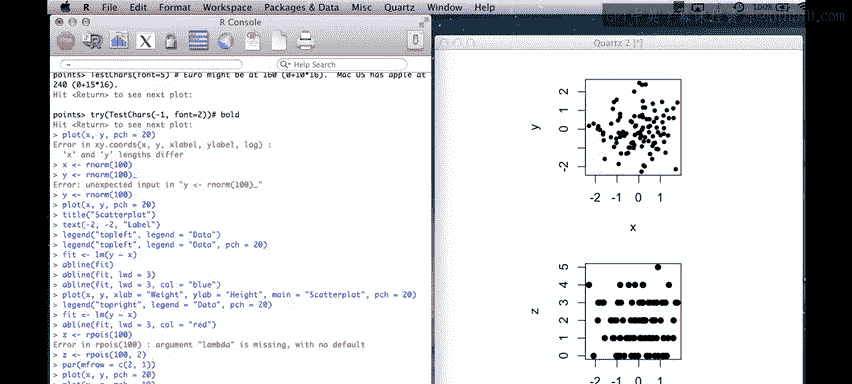 R File Edit Format Workspace Packages & Data Misc Quartz Window Help 100%
R Console
Quartz 2 [*]
Help Search
points> TestChars(font=5) # Euro might be at 160 (0+10*16).  Mac OS has apple at
240 (0+15*16).
Hit <Return> to see next plot:
points> try(TestChars(-1, font=2))# bold
Hit <Return> to see next plot:
> plot(x, y, pch = 20)
Error in xy.coords(x, y, xlabel, ylabel, log) :
'x' and 'y' lengths differ
> x <- rnorm(100)
> y <- rnorm(100)_
Error: unexpected input in "y <- rnorm(100)_"
> y <- rnorm(100)
> plot(x, y, pch = 20)
> title("Scatterplot")
> text(-2, -2, "Label")
> legend("topleft", legend = "Data")
> legend("topleft", legend = "Data", pch = 20)
> fit <- lm(y ~ x)
> abline(fit)
> abline(fit, lwd = 3)
> abline(fit, lwd = 3, col = "blue")
> plot(x, y, xlab = "Weight", ylab = "Height", main = "Scatterplot", pch = 20)
> legend("topright", legend = "Data", pch = 20)
> fit <- lm(y ~ x)
> abline(fit, lwd = 3, col = "red")
> z <- rpois(100)
Error in rpois(100) : argument "lambda" is missing, with no default
> z <- rpois(100, 2)
> par(mfrow = c(2, 1))
> plot(x, y, pch = 20)
y
2
1
0
-2
-2 -1 0 1
x
z
5
4
3
2
1
0